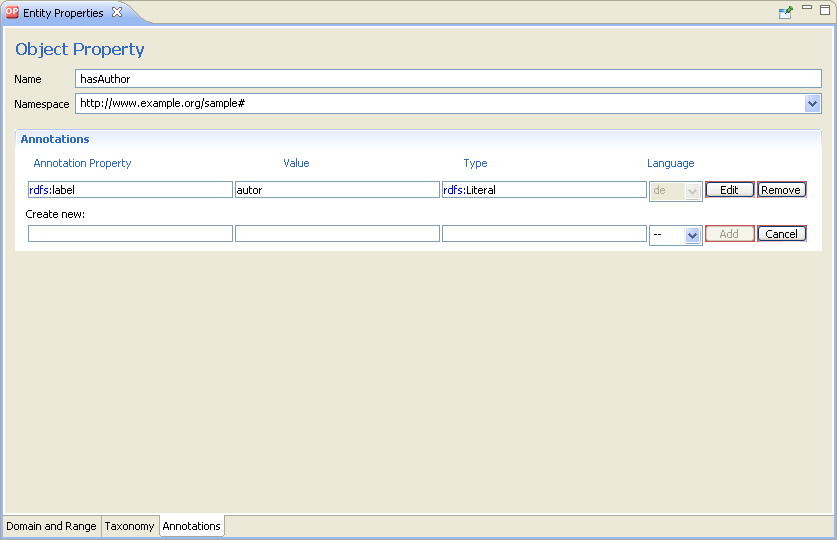 OP Entity Properties
Object Property
Name hasAuthor
Namespace http://www.example.org/sample#
Annotations
Annotation Property Value Type Language
rdfs:label autor rdfs:Literal de Edit Remove
Create new:
-- Add Cancel
Domain and Range Taxonomy Annotations